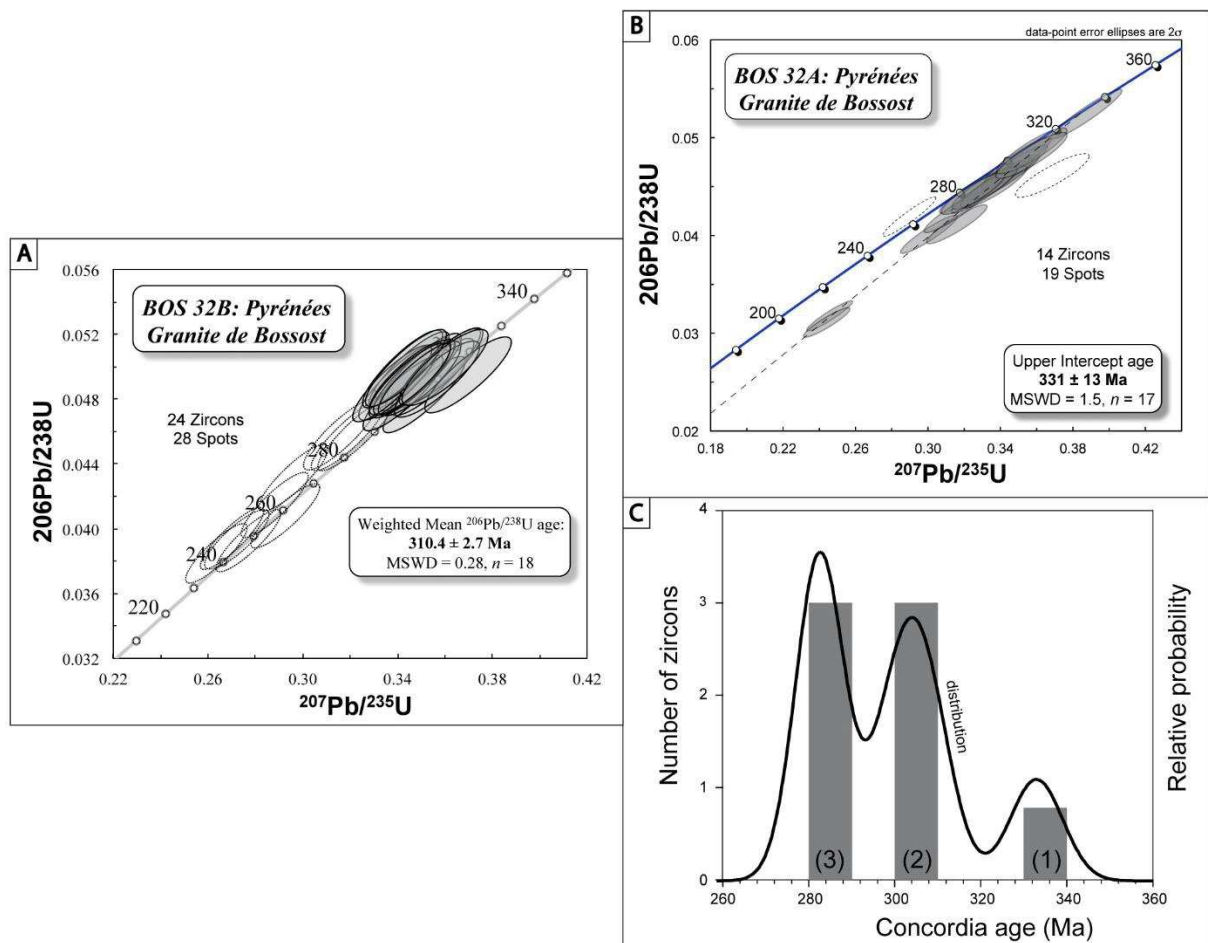 A
BOS 32B: Pyrénées
Granite de Bossost
24 Zircons
28 Spots
Weighted Mean ²⁰⁶Pb/²³⁸U age:
310.4 ± 2.7 Ma
MSWD = 0.28, n = 18
340
280
260
240
220
0.056
0.052
0.048
0.044
0.040
0.036
0.032
206Pb/238U
0.22
0.26
0.30
0.34
0.38
0.42
²⁰⁷Pb/²³⁵U
B
data-point error ellipses are 2σ
BOS 32A: Pyrénées
Granite de Bossost
360
320
280
240
200
14 Zircons
19 Spots
Upper Intercept age
331 ± 13 Ma
MSWD = 1.5, n = 17
0.06
0.05
0.04
0.03
0.02
206Pb/238U
0.18
0.22
0.26
0.30
0.34
0.38
0.42
²⁰⁷Pb/²³⁵U
C
4
3
2
1
0
Number of zircons
distribution
Relative probability
(3)
(2)
(1)
260
280
300
320
340
360
Concordia age (Ma)